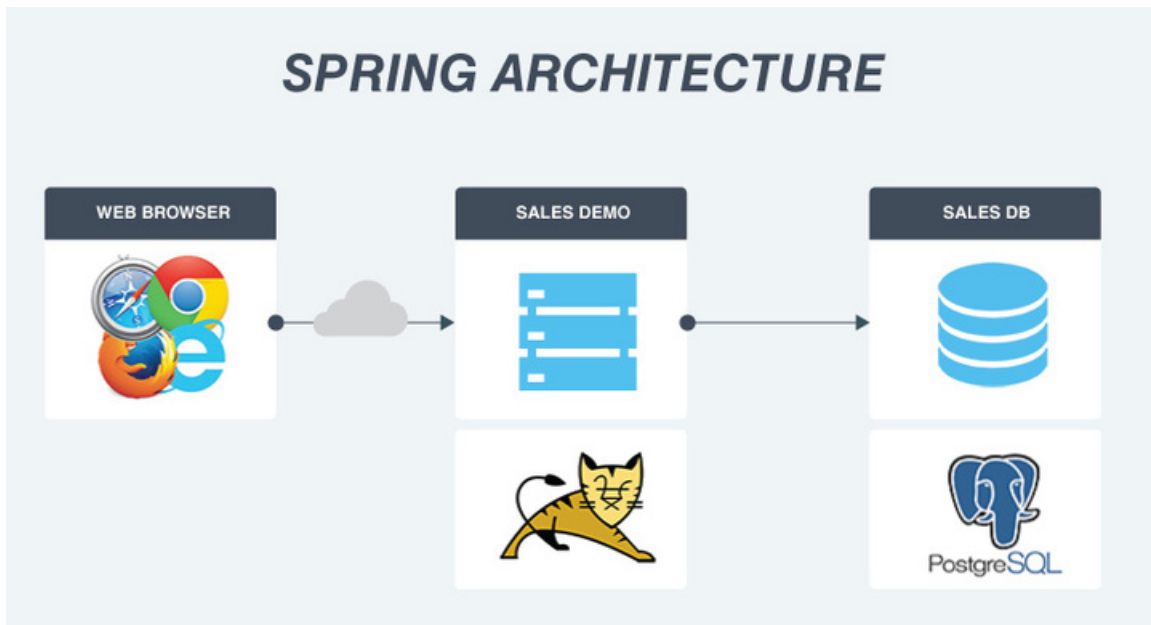 SPRING ARCHITECTURE
WEB BROWSER
SALES DEMO
SALES DB
PostgreSQL